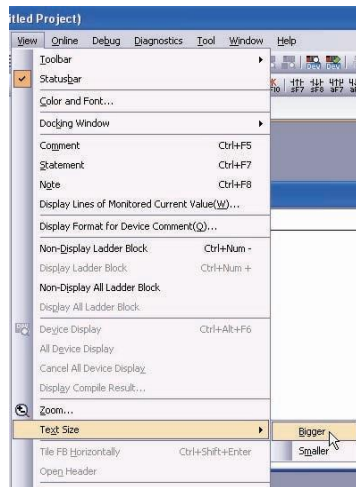 itled Project)
View Online Debug Diagnostics Tool Window Help
Toolbar
Statusbar
Color and Font...
Docking Window
Comment Ctrl+F5
Statement Ctrl+F7
Note Ctrl+F8
Display Lines of Monitored Current Value(W)...
Display Format for Device Comment(Q)...
Non-Display Ladder Block Ctrl+Num -
Display Ladder Block Ctrl+Num +
Non-Display All Ladder Block
Display All Ladder Block
Device Display Ctrl+Alt+F6
All Device Display
Cancel All Device Display
Display Compile Result...
Zoom...
Text Size
Bigger
Tile FB Horizontally Ctrl+Shift+Enter
Smaller
Open Header